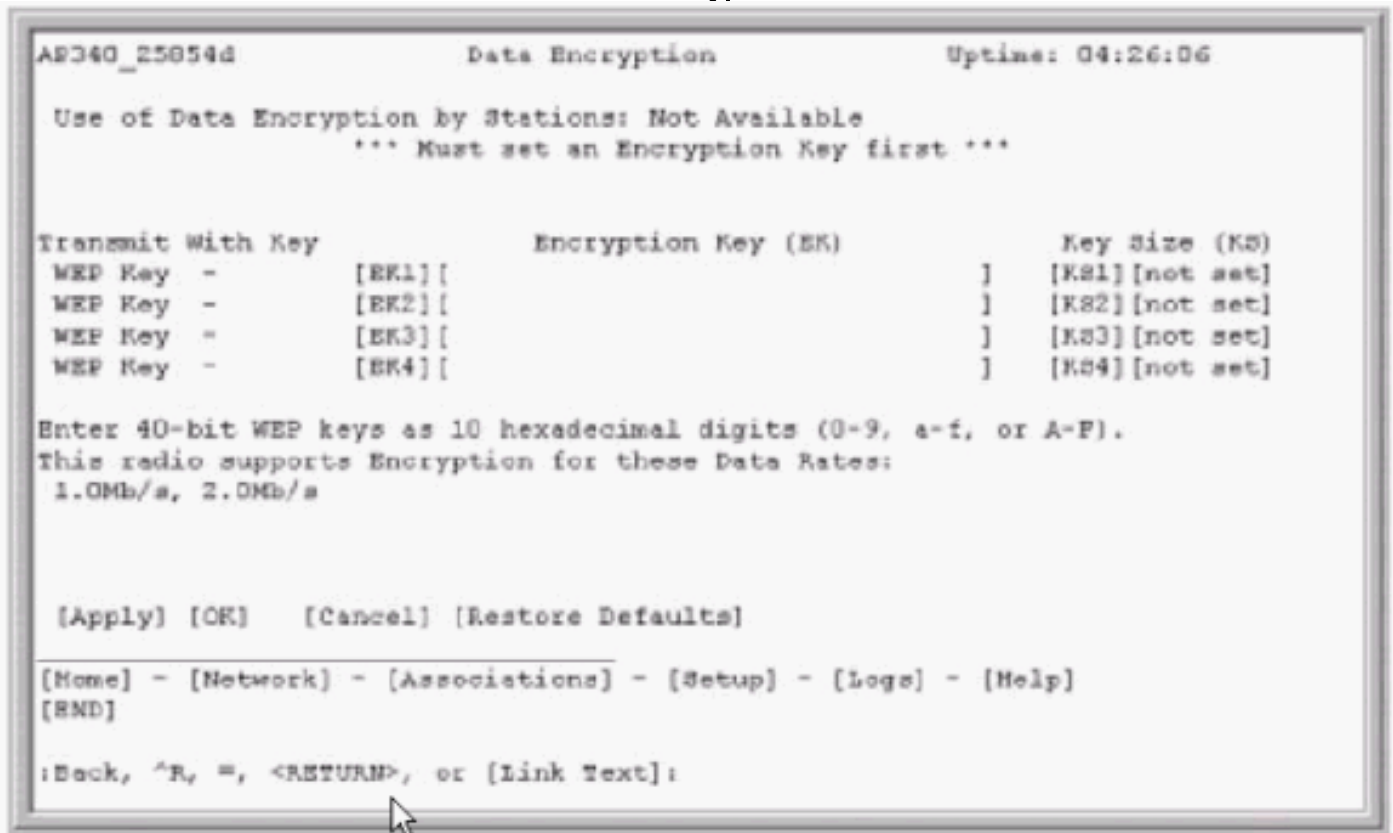 AP340_25854d Data Encryption Uptime: 04:26:06
Use of Data Encryption by Stations: Not Available
*** Must set an Encryption Key first ***
Transmit With Key Encryption Key (EK) Key Size (KS)
WEP Key - [EK1][ ] [KS1][not set]
WEP Key - [EK2][ ] [KS2][not set]
WEP Key - [EK3][ ] [KS3][not set]
WEP Key - [EK4][ ] [KS4][not set]
Enter 40-bit WEP keys as 10 hexadecimal digits (0-9, a-f, or A-F).
This radio supports Encryption for these Data Rates:
1.0Mb/s, 2.0Mb/s
[Apply] [OK] [Cancel] [Restore Defaults]
[Home] - [Network] - [Associations] - [Setup] - [Logs] - [Help]
[END]
:Back, ^R, =, <RETURN>, or [Link Text]: